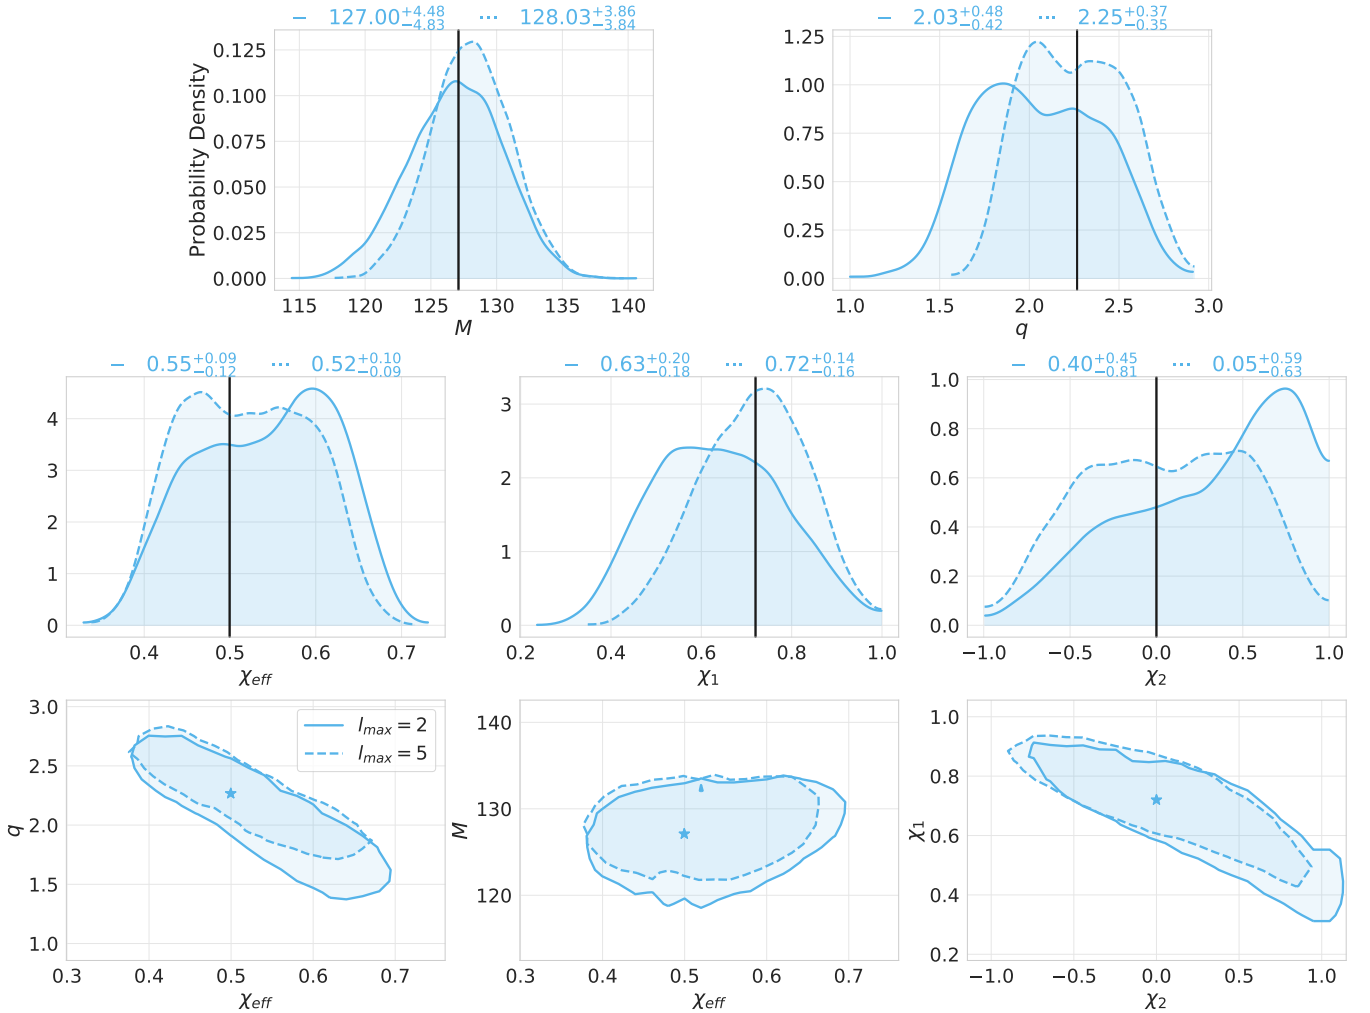 — 127.00+4.48−4.83 ··· 128.03+3.86−3.84
— 2.03+0.48−0.42 ··· 2.25+0.37−0.35
Probability Density
0.125
0.100
0.075
0.050
0.025
0.000
115 120 125 130 135 140
M
1.25
1.00
0.75
0.50
0.25
0.00
1.0 1.5 2.0 2.5 3.0
q
— 0.55+0.09−0.12 ··· 0.52+0.10−0.09
— 0.63+0.20−0.18 ··· 0.72+0.14−0.16
— 0.40+0.45−0.81 ··· 0.05+0.59−0.63
4
3
2
1
0
0.4 0.5 0.6 0.7
χeff
3
2
1
0
0.2 0.4 0.6 0.8 1.0
χ1
1.0
0.8
0.6
0.4
0.2
0.0
−1.0 −0.5 0.0 0.5 1.0
χ2
q
3.0
2.5
2.0
1.5
1.0
lmax = 2
lmax = 5
0.3 0.4 0.5 0.6 0.7
χeff
M
140
130
120
0.3 0.4 0.5 0.6 0.7
χeff
χ1
1.0
0.8
0.6
0.4
0.2
−1.0 −0.5 0.0 0.5 1.0
χ2